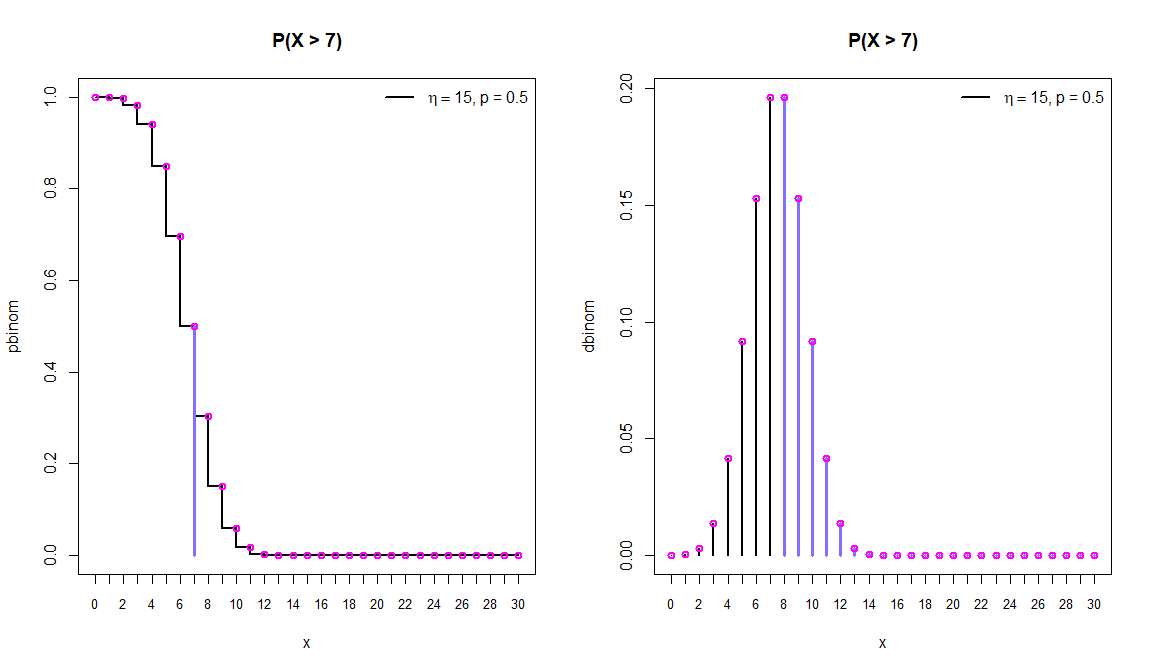 P(X > 7)
η = 15, p = 0.5
pbinom
1.0
0.8
0.6
0.4
0.2
0.0
0 2 4 6 8 10 12 14 16 18 20 22 24 26 28 30
x
P(X > 7)
η = 15, p = 0.5
dbinom
0.20
0.15
0.10
0.05
0.00
0 2 4 6 8 10 12 14 16 18 20 22 24 26 28 30
x